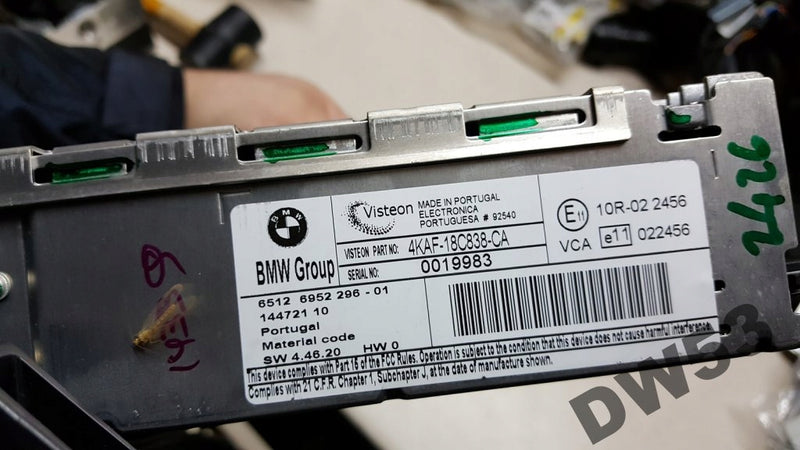 BMW
BMW Group
Visteon
MADE IN PORTUGAL
ELECTRONICA
PORTUGUESA # 92540
VISTEON PART NO: 4KAF-18C838-CA
SERIAL NO: 0019983
E11 10R-02 2456
VCA e11 022456
6512 6952 296-01
144721 10
Portugal
Material code
SW 4.46.20 HW 0
This device complies with Part 15 of the FCC Rules. Operation is subject to the condition that this device does not cause harmful interference.
Complies with 21 C.F.R. Chapter 1, Subchapter J, at the date of manufacture shown.
2426
DW53